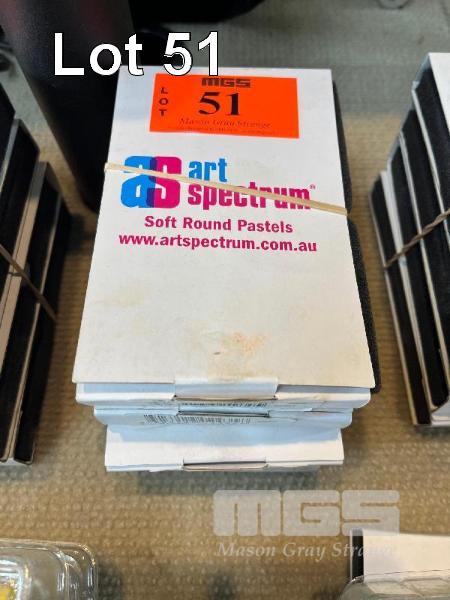 Lot 51
MGS
LOT
51
Mason Gray Strange
as art
spectrum®
Soft Round Pastels
www.artspectrum.com.au
MGS
Mason Gray Strange